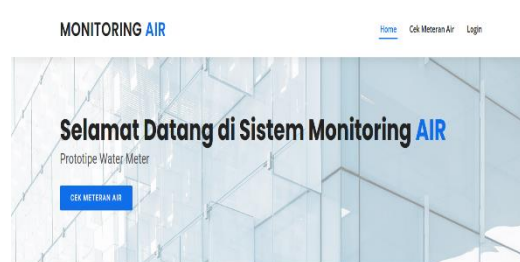 MONITORING AIR
Home Cek Meteran Air Login
Selamat Datang di Sistem Monitoring AIR
Prototipe Water Meter
CEK METERAN AIR